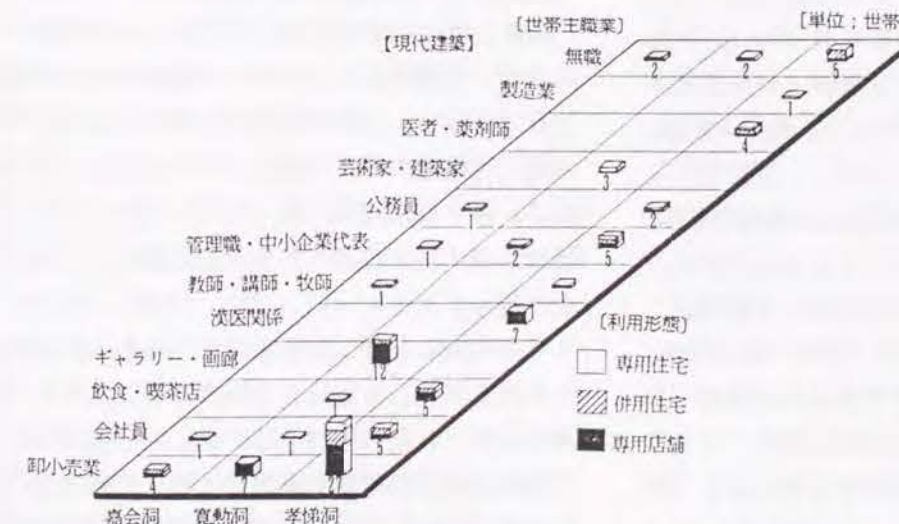 〔世帯主職業〕 〔単位；世帯
【現代建築】
無職 2 2 5
製造業 1
医者・薬剤師 4
芸術家・建築家 3
公務員 1 2
管理職・中小企業代表 1 2 5
教師・講師・牧師 1 1
漢医関係 7
〔利用形態〕
ギャラリー・画廊 12
専用住宅
飲食・喫茶店 1 5
併用住宅
会社員 1 1 5
専用店舗
卸小売業 4 7
嘉会洞 寛勳洞 孝悌洞